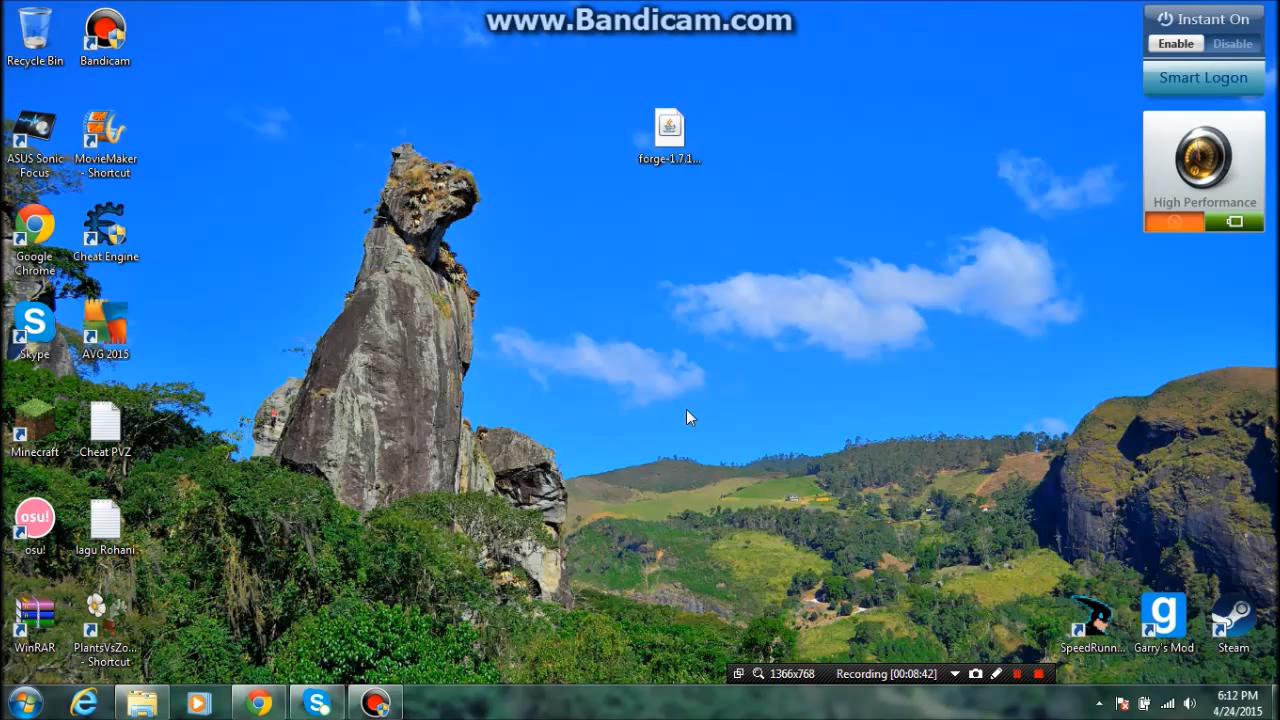 www.Bandicam.com
Recycle Bin
Bandicam
ASUS Sonic
Focus
MovieMaker
- Shortcut
Google
Chrome
Cheat Engine
Skype
AVG 2015
Minecraft
Cheat PVZ
osu!
osu!
lagu Rohani
WinRAR
PlantsVsZo...
- Shortcut
forge-1.7.1...
Instant On
Enable
Disable
Smart Logon
High Performance
SpeedRunn...
g
Garry's Mod
Steam
1366x768
Recording [00:08:42]
6:12 PM
4/24/2015